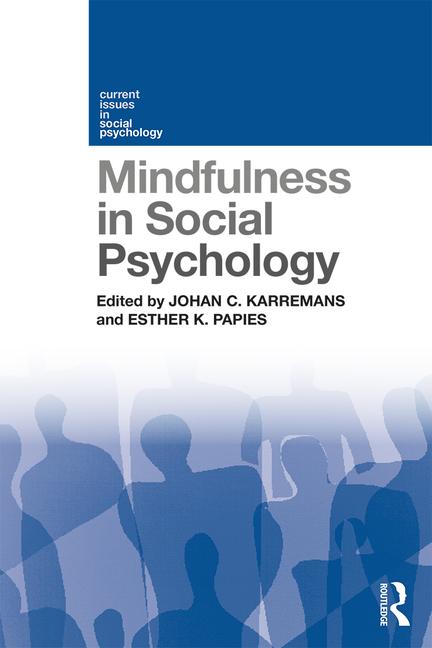 current
issues
in
social
psychology
Mindfulness
in Social
Psychology
Edited by JOHAN C. KARREMANS
and ESTHER K. PAPIES
ROUTLEDGE